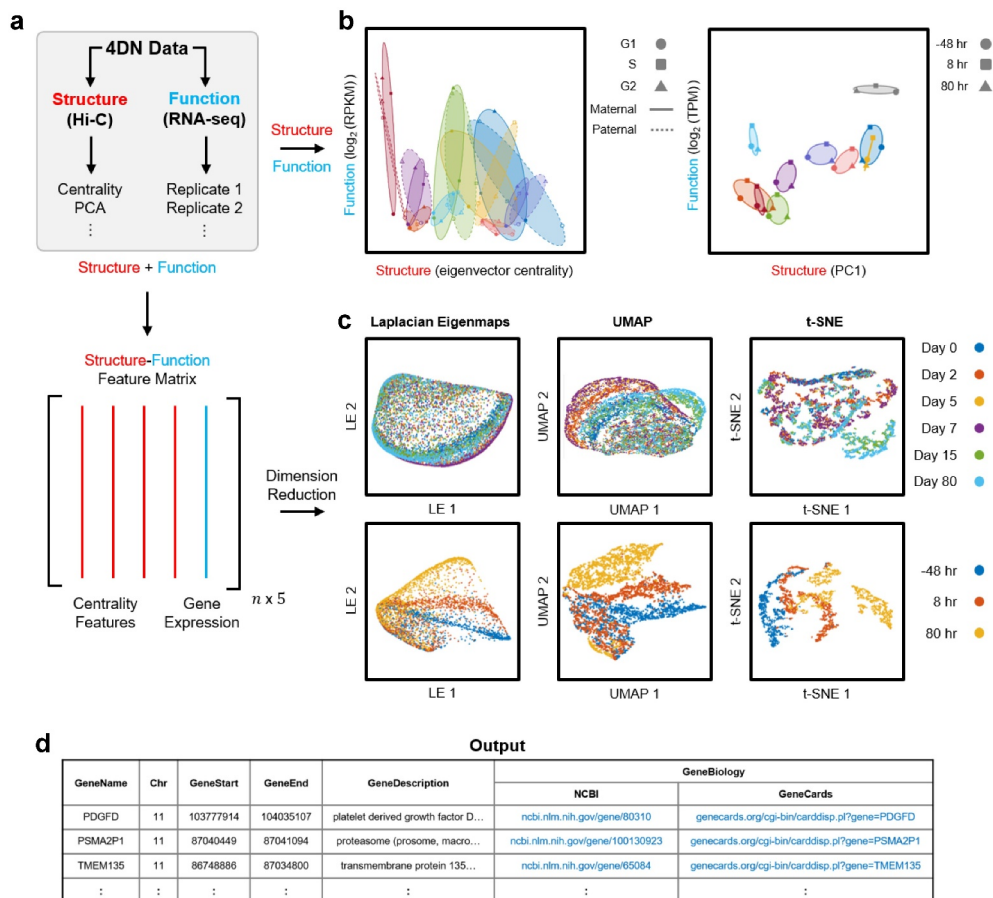 a
4DN Data
Structure
(Hi-C)
Function
(RNA-seq)
Centrality
PCA
⋮
Replicate 1
Replicate 2
⋮
Structure
Function
Structure + Function
Structure-Function
Feature Matrix
Centrality
Features
Gene
Expression
n x 5
Dimension
Reduction
b
Function (log2 (RPKM))
Structure (eigenvector centrality)
G1
S
G2
Maternal
Paternal
Function (log2 (TPM))
Structure (PC1)
-48 hr
8 hr
80 hr
c
Laplacian Eigenmaps
UMAP
t-SNE
LE 2
LE 1
UMAP 2
UMAP 1
t-SNE 2
t-SNE 1
Day 0
Day 2
Day 5
Day 7
Day 15
Day 80
LE 2
LE 1
UMAP 2
UMAP 1
t-SNE 2
t-SNE 1
-48 hr
8 hr
80 hr
d
Output
GeneName Chr GeneStart GeneEnd GeneDescription GeneBiology
NCBI GeneCards
PDGFD 11 103777914 104035107 platelet derived growth factor D... ncbi.nlm.nih.gov/gene/80310 genecards.org/cgi-bin/carddisp.pl?gene=PDGFD
PSMA2P1 11 87040449 87041094 proteasome (prosome, macro... ncbi.nlm.nih.gov/gene/100130923 genecards.org/cgi-bin/carddisp.pl?gene=PSMA2P1
TMEM135 11 86748886 87034800 transmembrane protein 135... ncbi.nlm.nih.gov/gene/65084 genecards.org/cgi-bin/carddisp.pl?gene=TMEM135
: : : : : : :